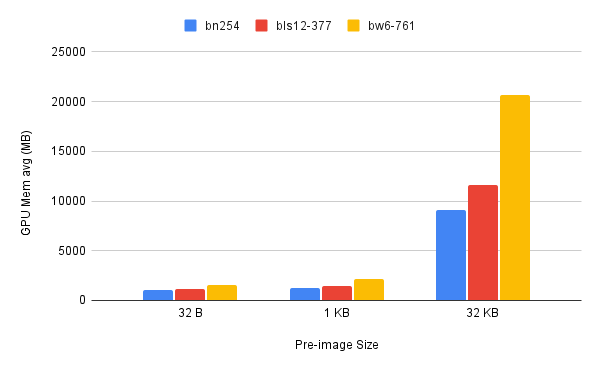 bn254 bls12-377 bw6-761
25000
20000
15000
10000
5000
0
GPU Mem avg (MB)
32 B 1 KB 32 KB
Pre-image Size